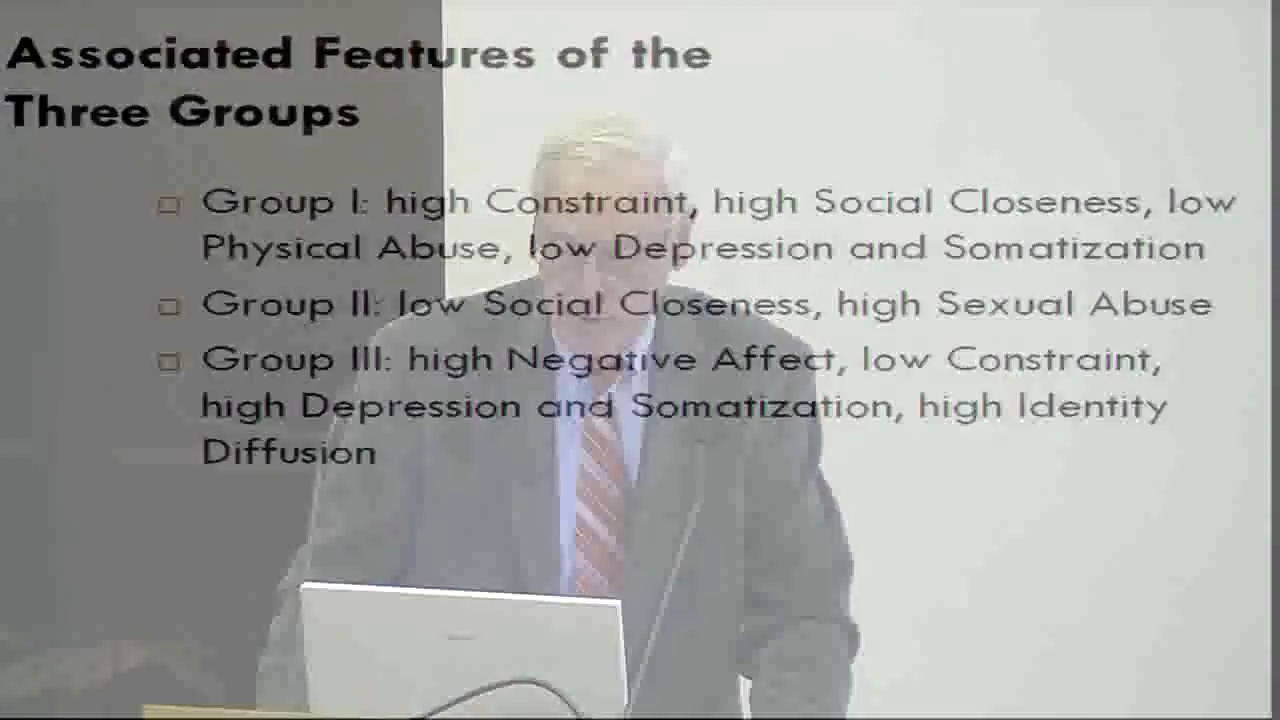 Associated Features of the
Three Groups
Group I: high Constraint, high Social Closeness, low
Physical Abuse, low Depression and Somatization
Group II: low Social Closeness, high Sexual Abuse
Group III: high Negative Affect, low Constraint,
high Depression and Somatization, high Identity
Diffusion